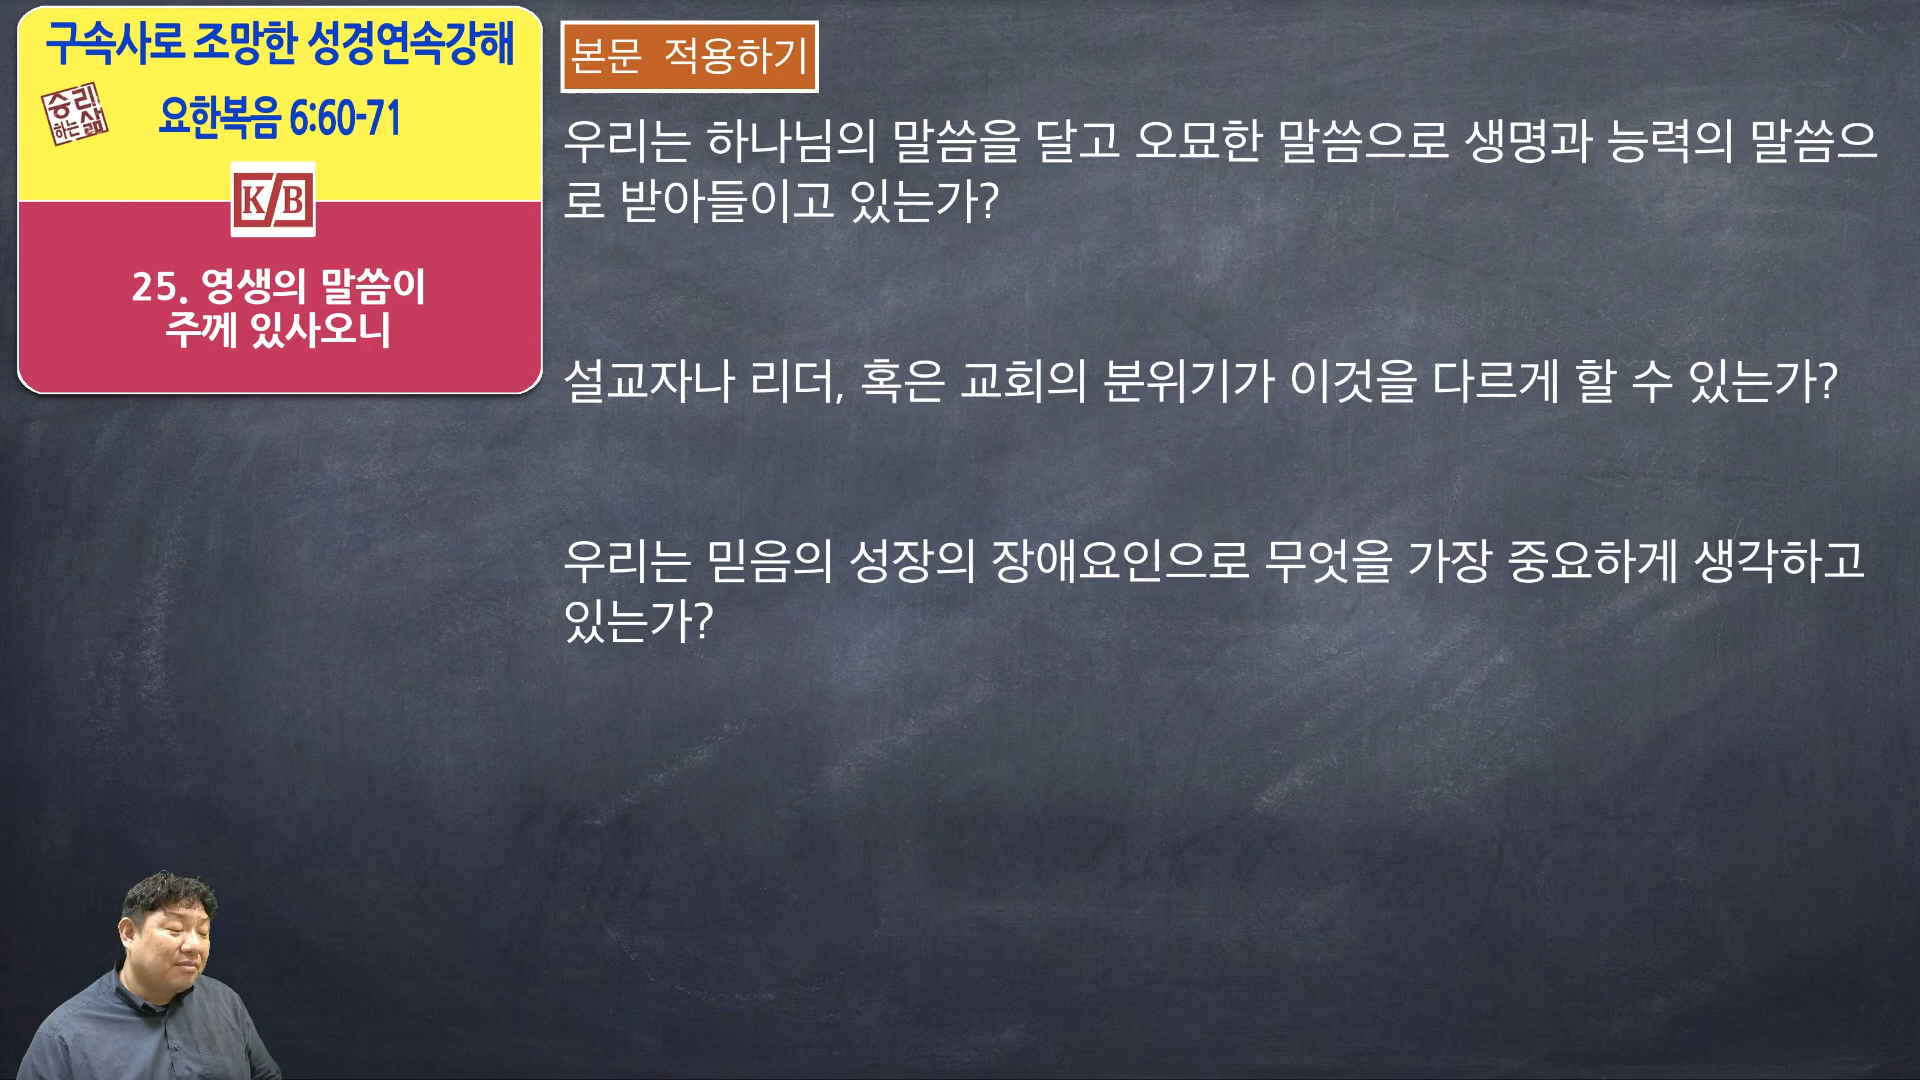 구속사로 조망한 성경연속강해
승리
하는 삶
요한복음 6:60-71
K/B
25. 영생의 말씀이
주께 있사오니
본문 적용하기
우리는 하나님의 말씀을 달고 오묘한 말씀으로 생명과 능력의 말씀으
로 받아들이고 있는가?
설교자나 리더, 혹은 교회의 분위기가 이것을 다르게 할 수 있는가?
우리는 믿음의 성장의 장애요인으로 무엇을 가장 중요하게 생각하고
있는가?